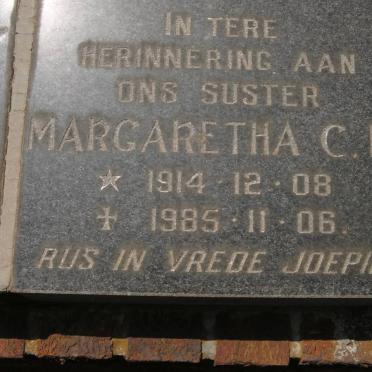 IN TERE
HERINNERING AAN
ONS SUSTER
MARGARETHA C.
☆ 1914 · 12 · 08
✝ 1985 · 11 · 06.
RUS IN VREDE